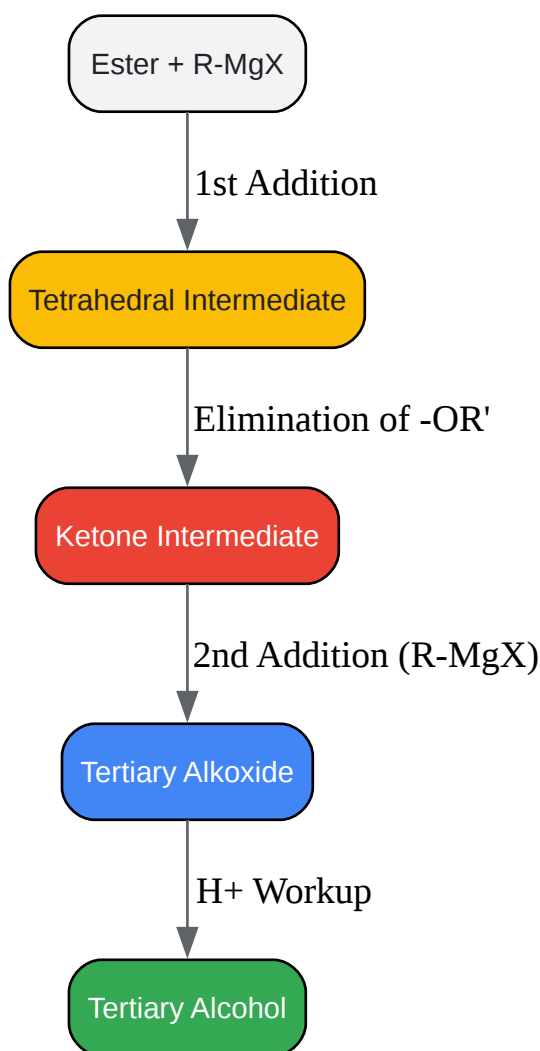 Ester + R-MgX
1st Addition
Tetrahedral Intermediate
Elimination of -OR'
Ketone Intermediate
2nd Addition (R-MgX)
Tertiary Alkoxide
H+ Workup
Tertiary Alcohol